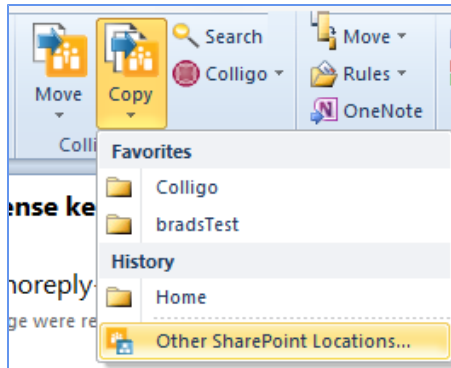 Search
Move
Colligo
Rules
Move
Copy
OneNote
Colli
Favorites
Colligo
bradsTest
History
Home
Other SharePoint Locations...
ense ke
noreply-
ge were re